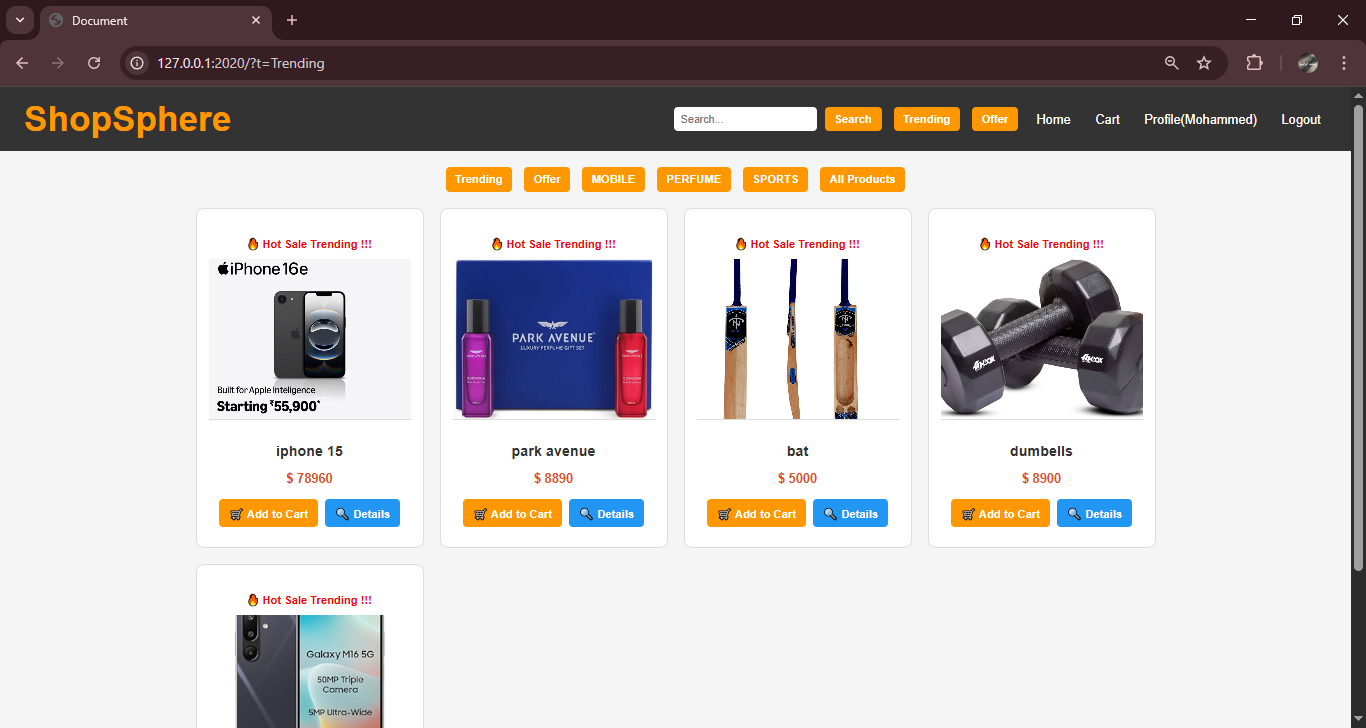 Document
127.0.0.1:2020/?t=Trending
ShopSphere
Search...
Search
Trending
Offer
Home
Cart
Profile(Mohammed)
Logout
Trending
Offer
MOBILE
PERFUME
SPORTS
All Products
Hot Sale Trending !!!
iPhone 16e
Built for Apple Intelligence
Starting ₹55,900*
iphone 15
$ 78960
Add to Cart
Details
Hot Sale Trending !!!
PARK AVENUE
LUXURY PERFUME GIFT SET
park avenue
$ 8890
Add to Cart
Details
Hot Sale Trending !!!
bat
$ 5000
Add to Cart
Details
Hot Sale Trending !!!
dumbells
$ 8900
Add to Cart
Details
Hot Sale Trending !!!
Galaxy M16 5G
50MP Triple
Camera
5MP Ultra-Wide